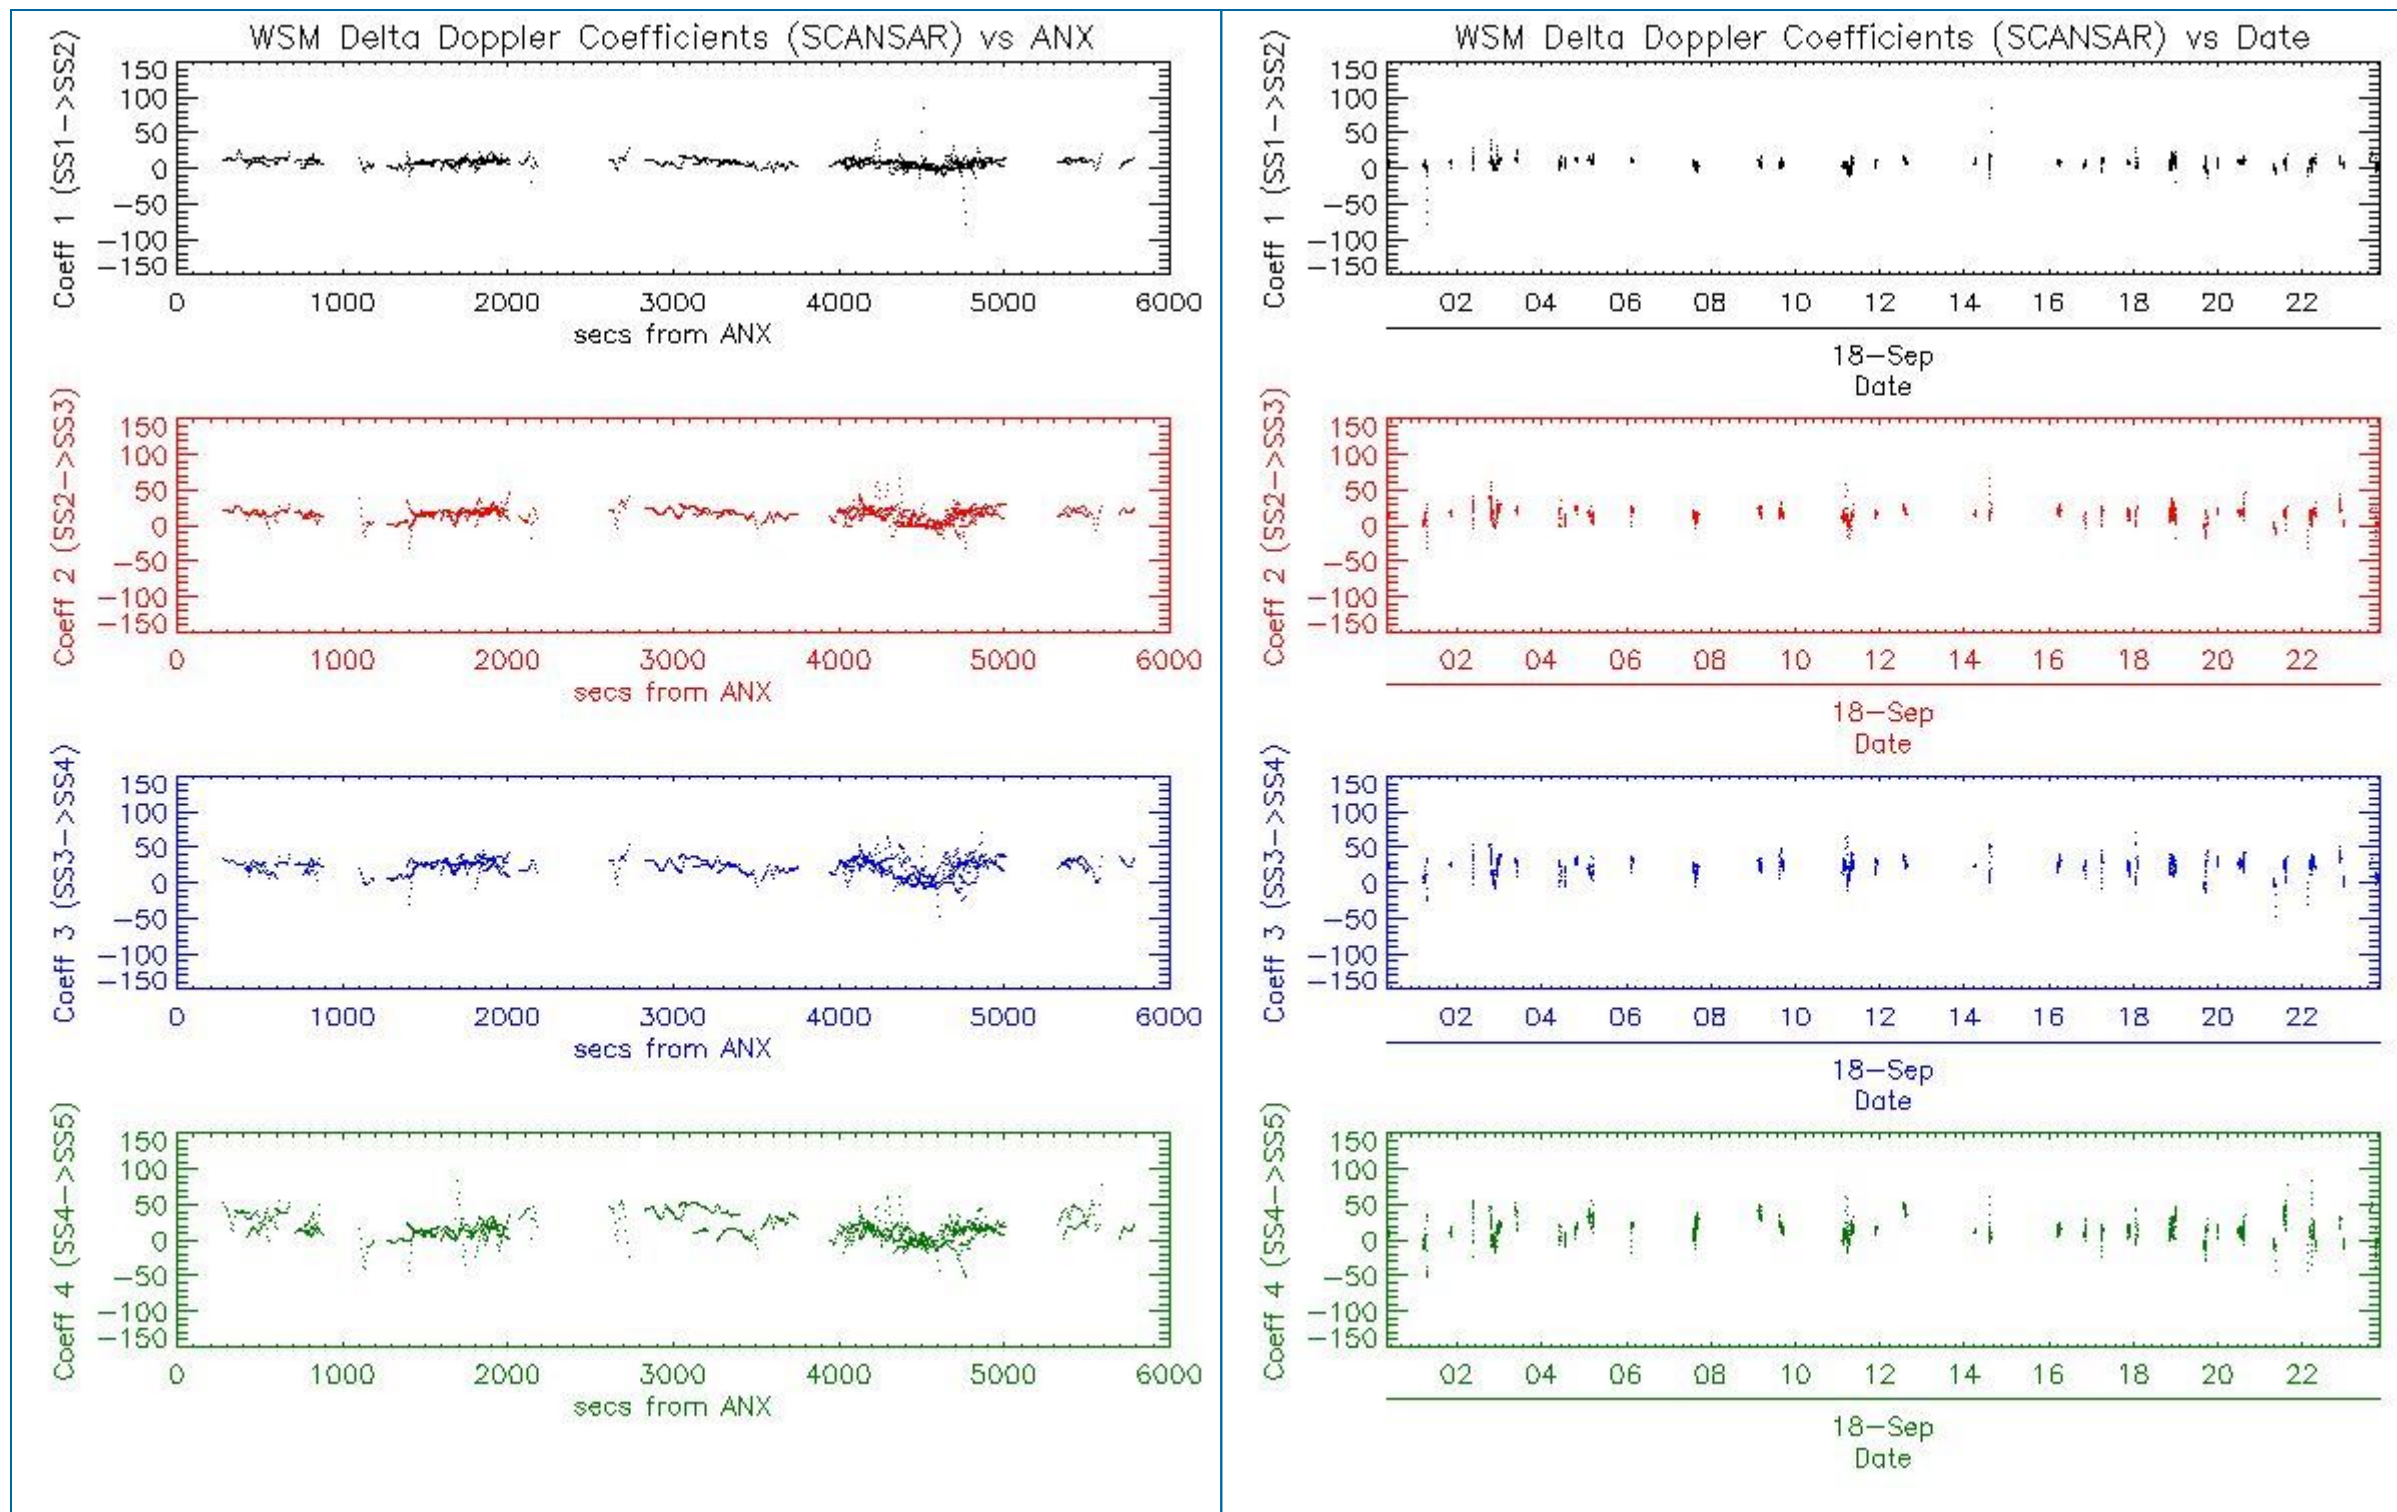 WSM Delta Doppler Coefficients (SCANSAR) vs ANX
Coeff 1 (SS1->SS2)
150
100
50
0
-50
-100
-150
0 1000 2000 3000 4000 5000 6000
secs from ANX
Coeff 2 (SS2->SS3)
150
100
50
0
-50
-100
-150
0 1000 2000 3000 4000 5000 6000
secs from ANX
Coeff 3 (SS3->SS4)
150
100
50
0
-50
-100
-150
0 1000 2000 3000 4000 5000 6000
secs from ANX
Coeff 4 (SS4->SS5)
150
100
50
0
-50
-100
-150
0 1000 2000 3000 4000 5000 6000
secs from ANX
WSM Delta Doppler Coefficients (SCANSAR) vs Date
Coeff 1 (SS1->SS2)
150
100
50
0
-50
-100
-150
02 04 06 08 10 12 14 16 18 20 22
18-Sep
Date
Coeff 2 (SS2->SS3)
150
100
50
0
-50
-100
-150
02 04 06 08 10 12 14 16 18 20 22
18-Sep
Date
Coeff 3 (SS3->SS4)
150
100
50
0
-50
-100
-150
02 04 06 08 10 12 14 16 18 20 22
18-Sep
Date
Coeff 4 (SS4->SS5)
150
100
50
0
-50
-100
-150
02 04 06 08 10 12 14 16 18 20 22
18-Sep
Date